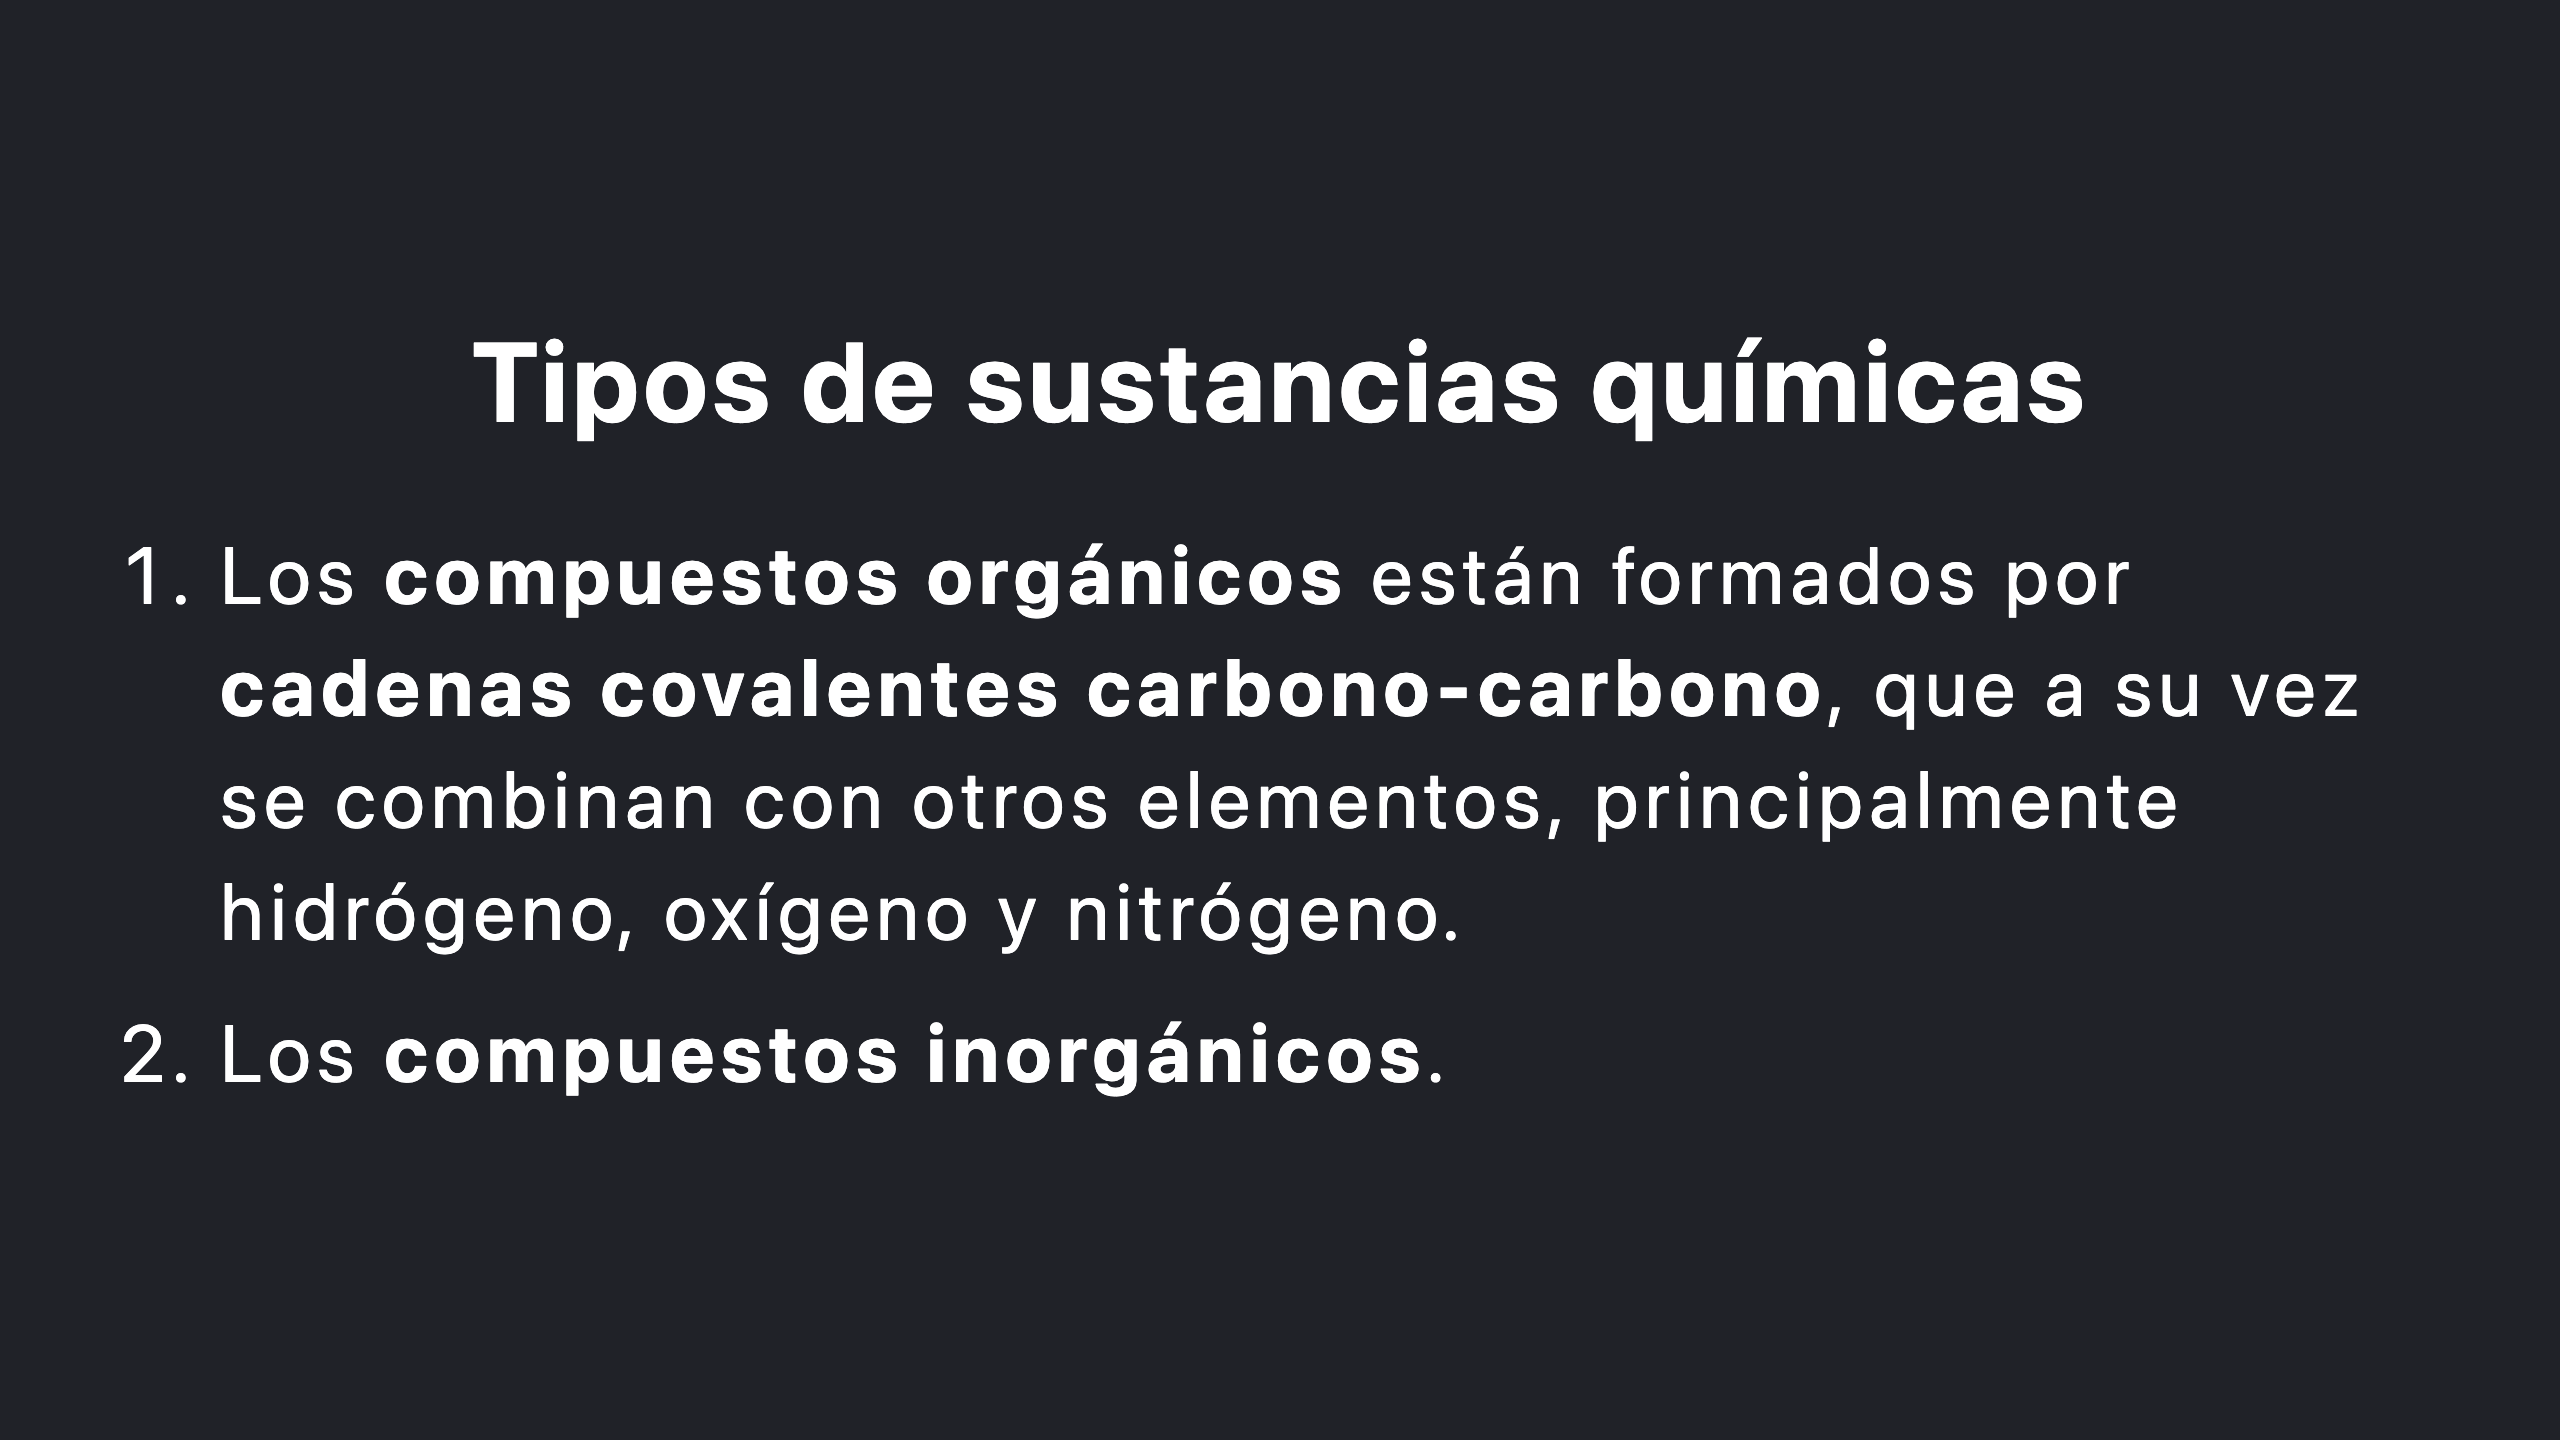 Tipos de sustancias químicas
1. Los compuestos orgánicos están formados por
cadenas covalentes carbono-carbono, que a su vez
se combinan con otros elementos, principalmente
hidrógeno, oxígeno y nitrógeno.
2. Los compuestos inorgánicos.